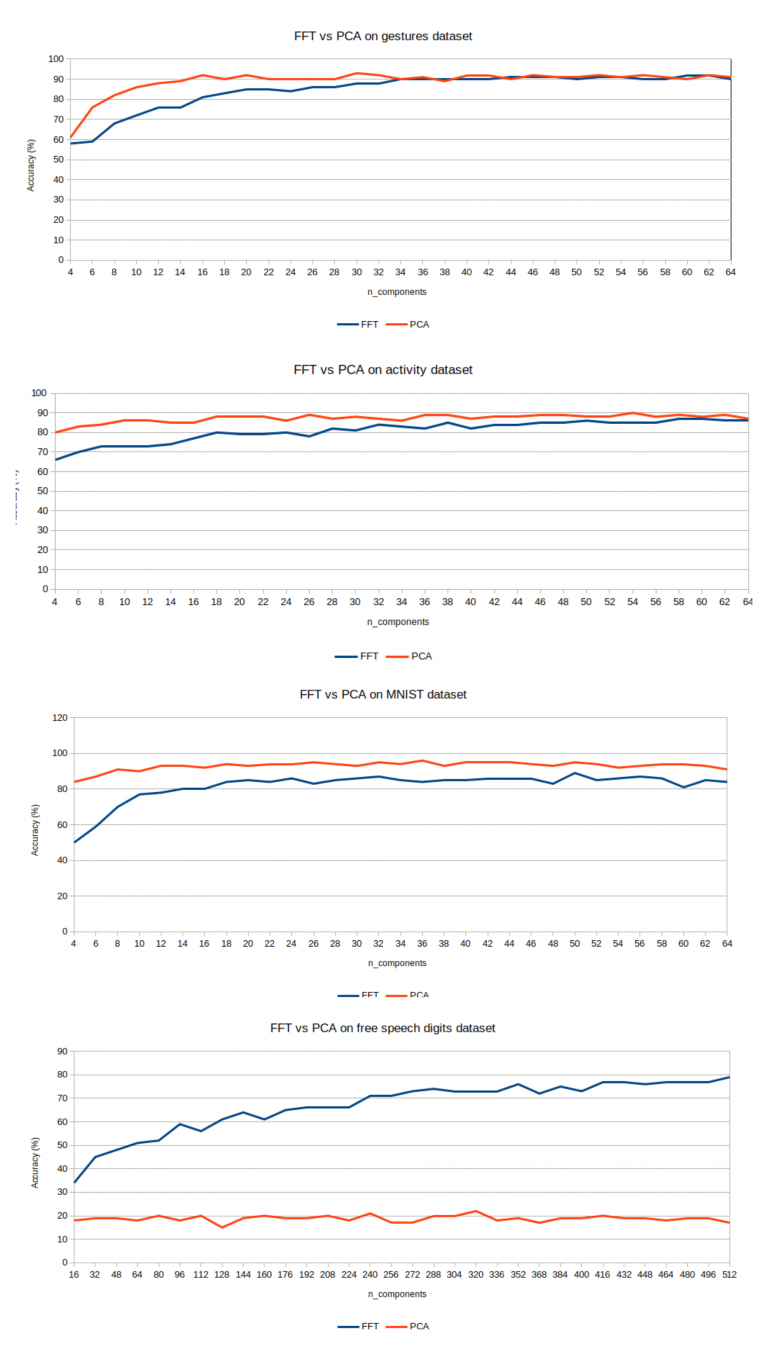 FFT vs PCA on gestures dataset
100
90
80
70
60
50
40
30
20
10
0
Accuracy (%)
4 6 8 10 12 14 16 18 20 22 24 26 28 30 32 34 36 38 40 42 44 46 48 50 52 54 56 58 60 62 64
n_components
FFT PCA
FFT vs PCA on activity dataset
100
90
80
70
60
50
40
30
20
10
0
4 6 8 10 12 14 16 18 20 22 24 26 28 30 32 34 36 38 40 42 44 46 48 50 52 54 56 58 60 62 64
n_components
FFT PCA
FFT vs PCA on MNIST dataset
120
100
80
60
40
20
0
Accuracy (%)
4 6 8 10 12 14 16 18 20 22 24 26 28 30 32 34 36 38 40 42 44 46 48 50 52 54 56 58 60 62 64
n_components
FFT PCA
FFT vs PCA on free speech digits dataset
90
80
70
60
50
40
30
20
10
0
Accuracy (%)
16 32 48 64 80 96 112 128 144 160 176 192 208 224 240 256 272 288 304 320 336 352 368 384 400 416 432 448 464 480 496 512
n_components
FFT PCA